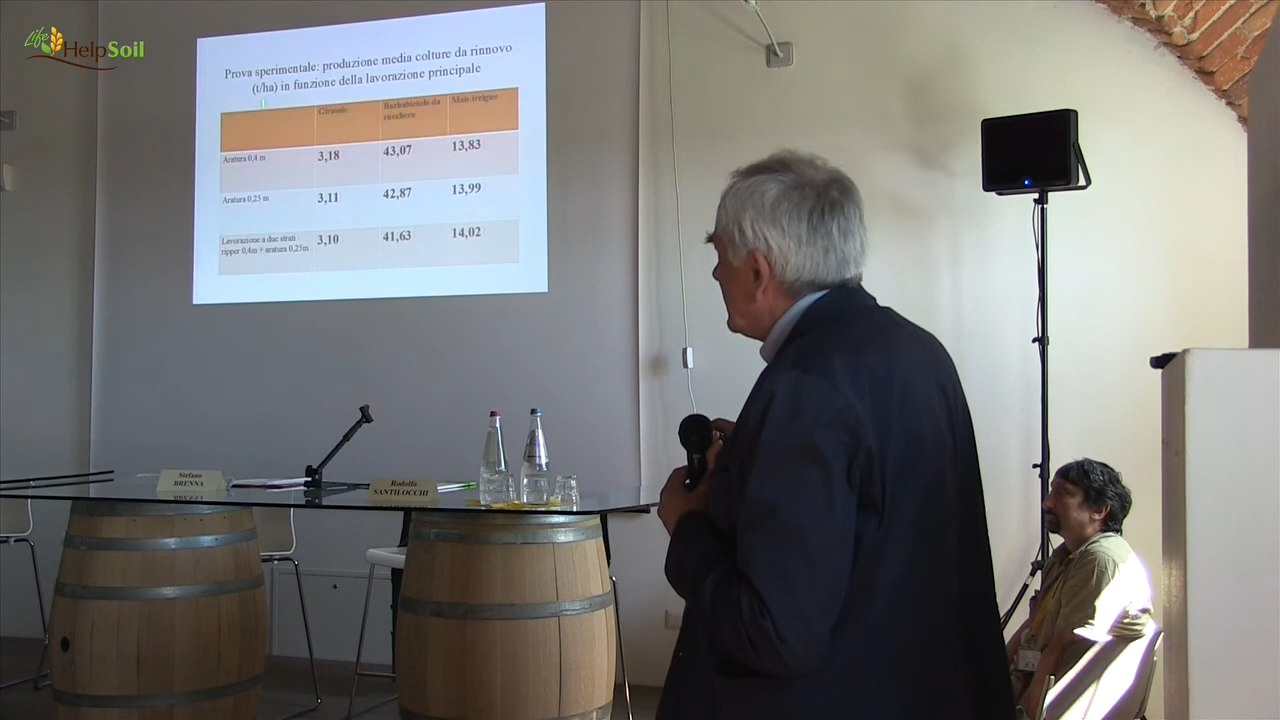 Life HelpSoil
Prova sperimentale: produzione media colture da rinnovo
(t/ha) in funzione della lavorazione principale
Girasole Barbabietola da zucchero Mais irriguo
Aratura 0,4 m 3,18 43,07 13,83
Aratura 0,25 m 3,11 42,87 13,99
Lavorazione a due strati
ripper 0,4m + aratura 0,25m 3,10 41,63 14,02
Stefano
BRENNA
Rodolfo
SANTILOCCHI